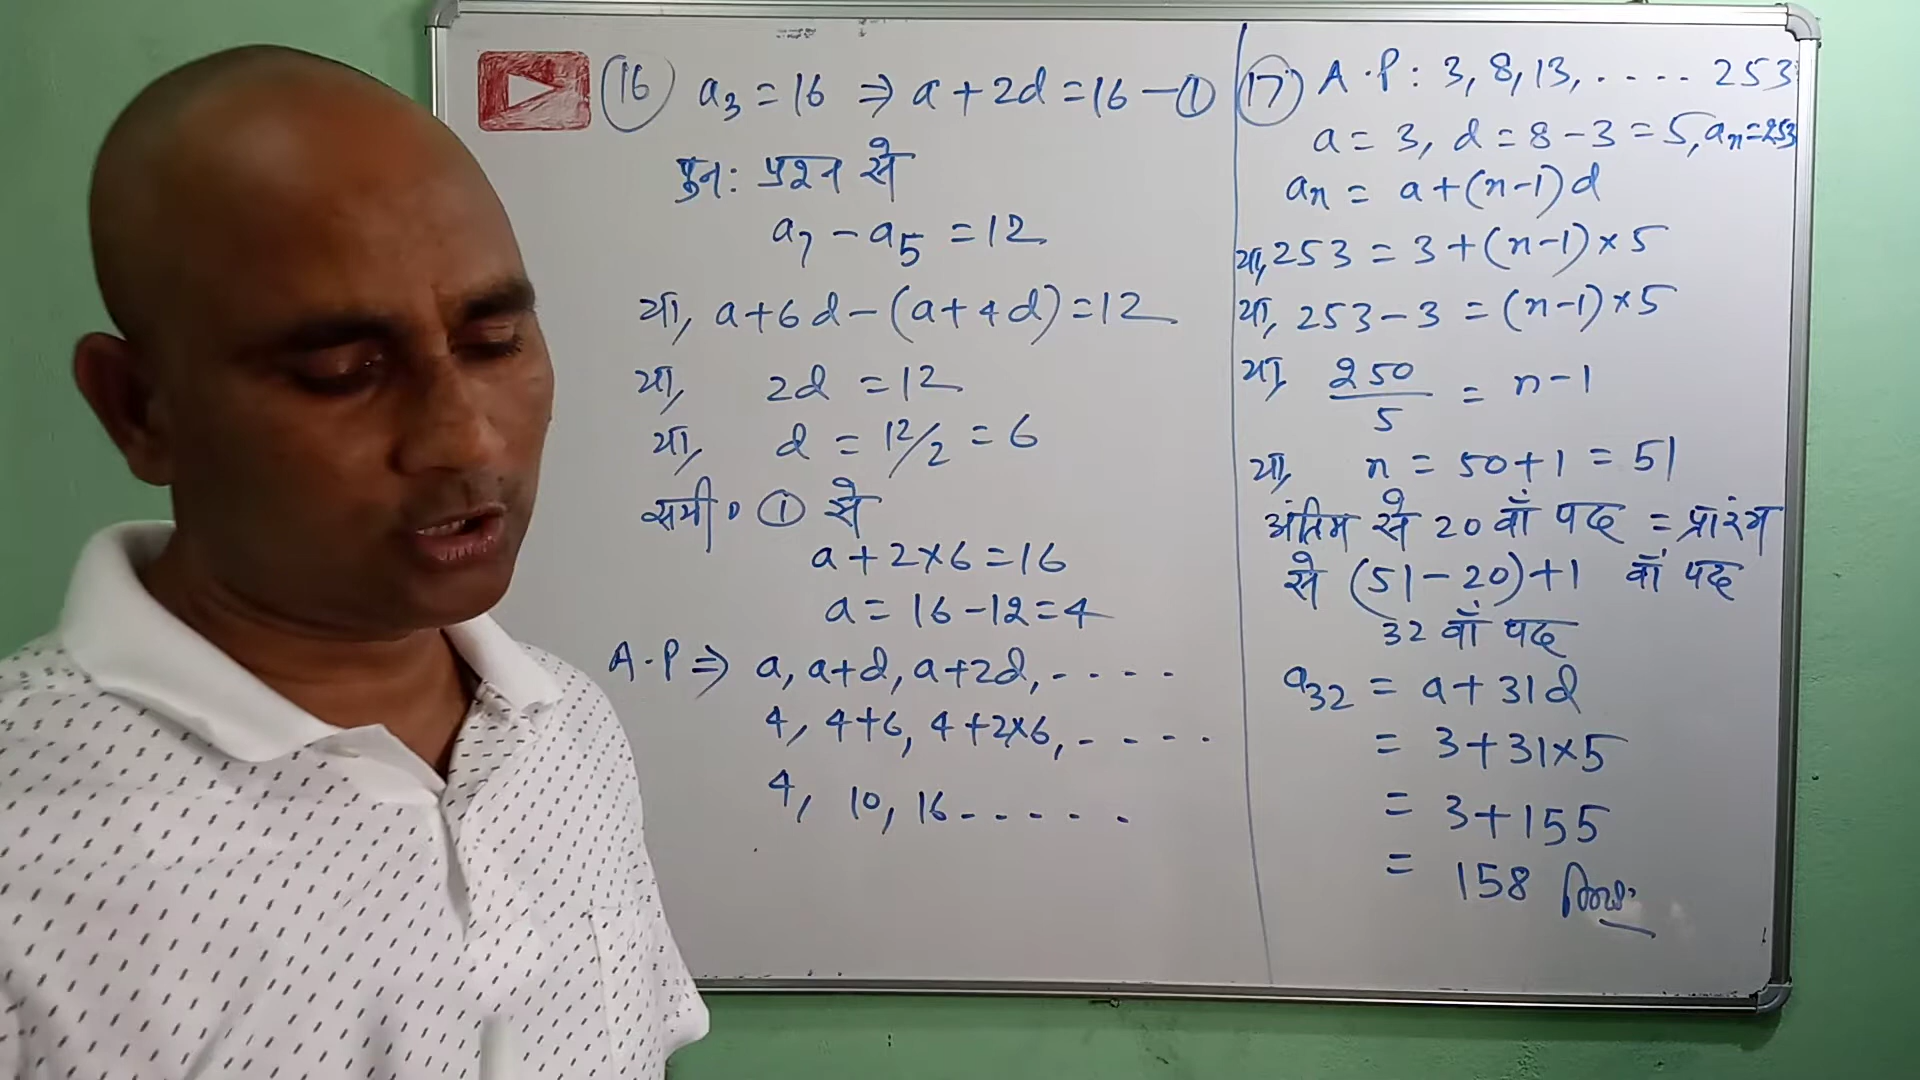 (16) a₃ = 16 ⇒ a + 2d = 16 — ①
पुनः प्रश्न से
a₇ - a₅ = 12
या, a + 6d - (a + 4d) = 12
या, 2d = 12
या, d = 12/2 = 6
समी० ① से
a + 2×6 = 16
a = 16 - 12 = 4
A.P ⇒ a, a+d, a+2d, - - - -
4, 4+6, 4+2×6, - - - -
4, 10, 16 - - - - -
(17) A.P : 3, 8, 13, . - - - 253
a = 3, d = 8 - 3 = 5, aₙ = 253
aₙ = a + (n-1)d
या, 253 = 3 + (n-1) × 5
या, 253 - 3 = (n-1) × 5
या, 250/5 = n - 1
या, n = 50 + 1 = 51
अंतिम से 20 वाँ पद = प्रारंभ
से (51 - 20) + 1 वाँ पद
32 वाँ पद
a₃₂ = a + 31d
= 3 + 31×5
= 3 + 155
= 158 Ans.